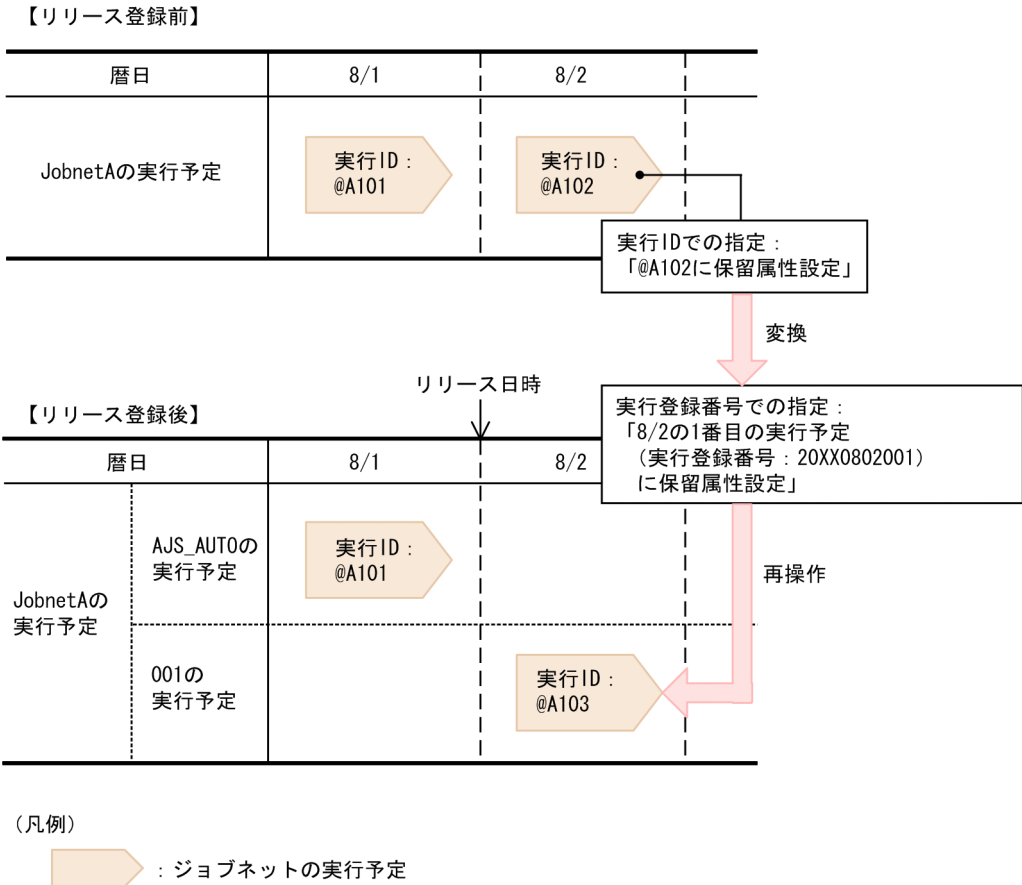 【リリース登録前】
暦日
8/1
8/2
JobnetAの実行予定
実行ID：
@A101
実行ID：
@A102
実行IDでの指定：
「@A102に保留属性設定」
変換
リリース日時
【リリース登録後】
実行登録番号での指定：
「8/2の1番目の実行予定
（実行登録番号：20XX0802001）
に保留属性設定」
暦日
8/1
8/2
JobnetAの
実行予定
AJS_AUTOの
実行予定
実行ID：
@A101
再操作
001の
実行予定
実行ID：
@A103
（凡例）
：ジョブネットの実行予定